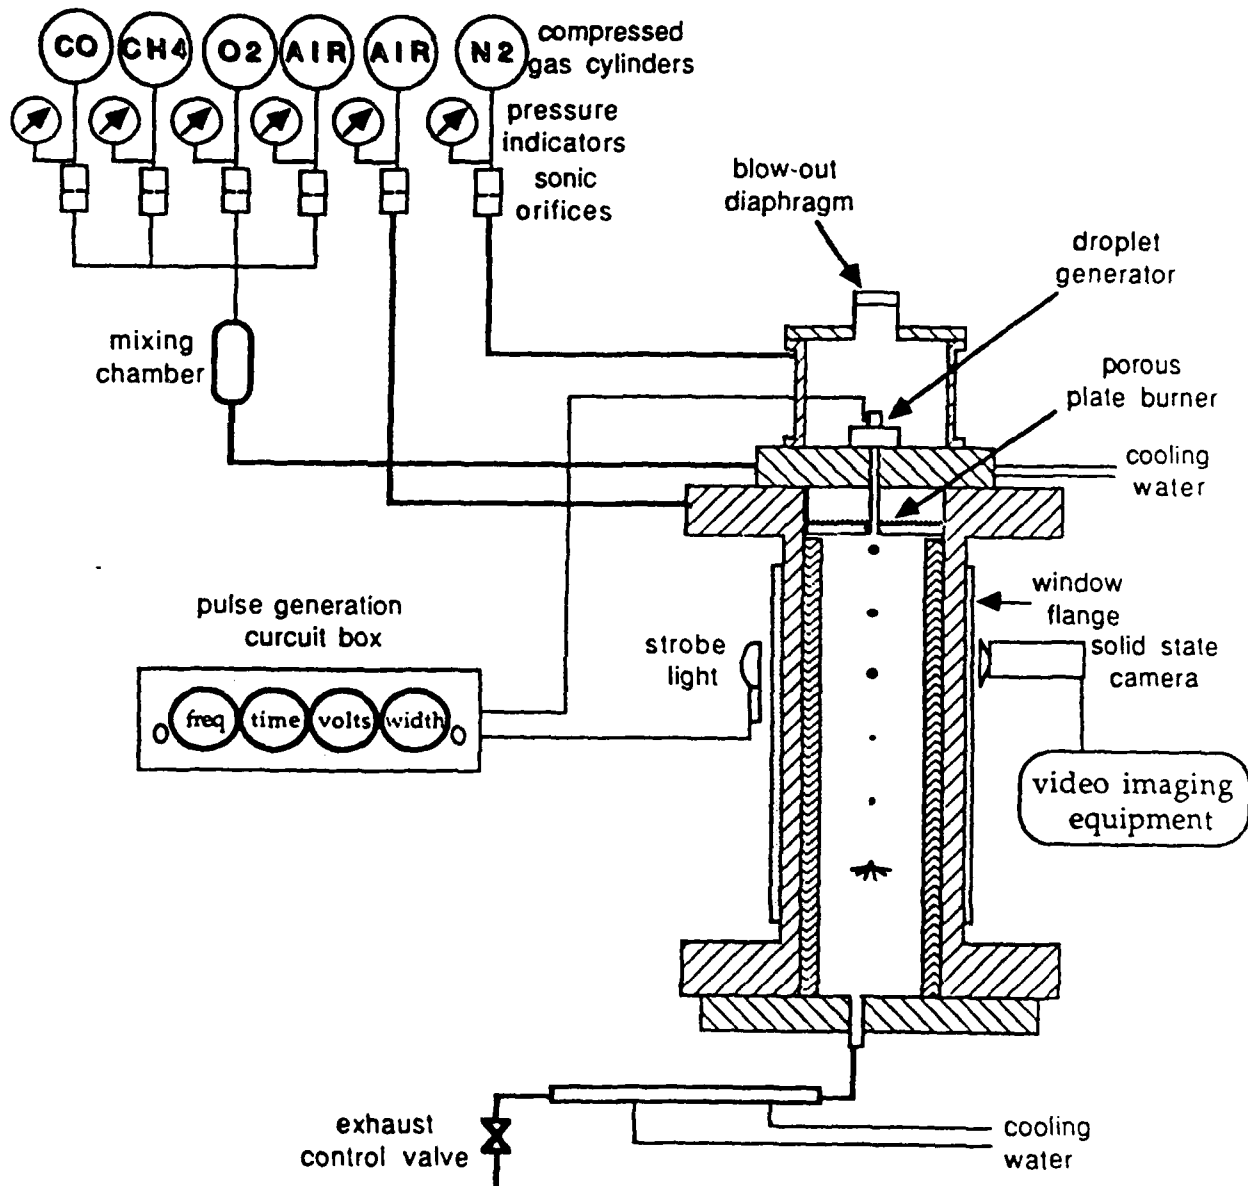 CO CH4 O2 AIR AIR N2
compressed
gas cylinders
pressure
indicators
sonic
orifices
blow-out
diaphragm
droplet
generator
mixing
chamber
porous
plate burner
cooling
water
window
flange
pulse generation
curcuit box
strobe
light
solid state
camera
freq time volts width
video imaging
equipment
exhaust
control valve
cooling
water